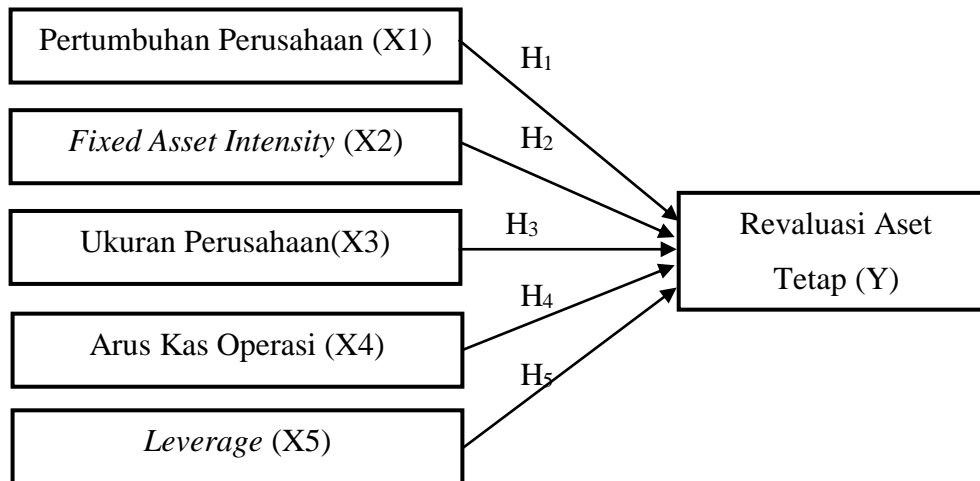 Pertumbuhan Perusahaan (X1)
H1
Fixed Asset Intensity (X2)
H2
Ukuran Perusahaan(X3)
H3
Revaluasi Aset
Tetap (Y)
Arus Kas Operasi (X4)
H4
Leverage (X5)
H5